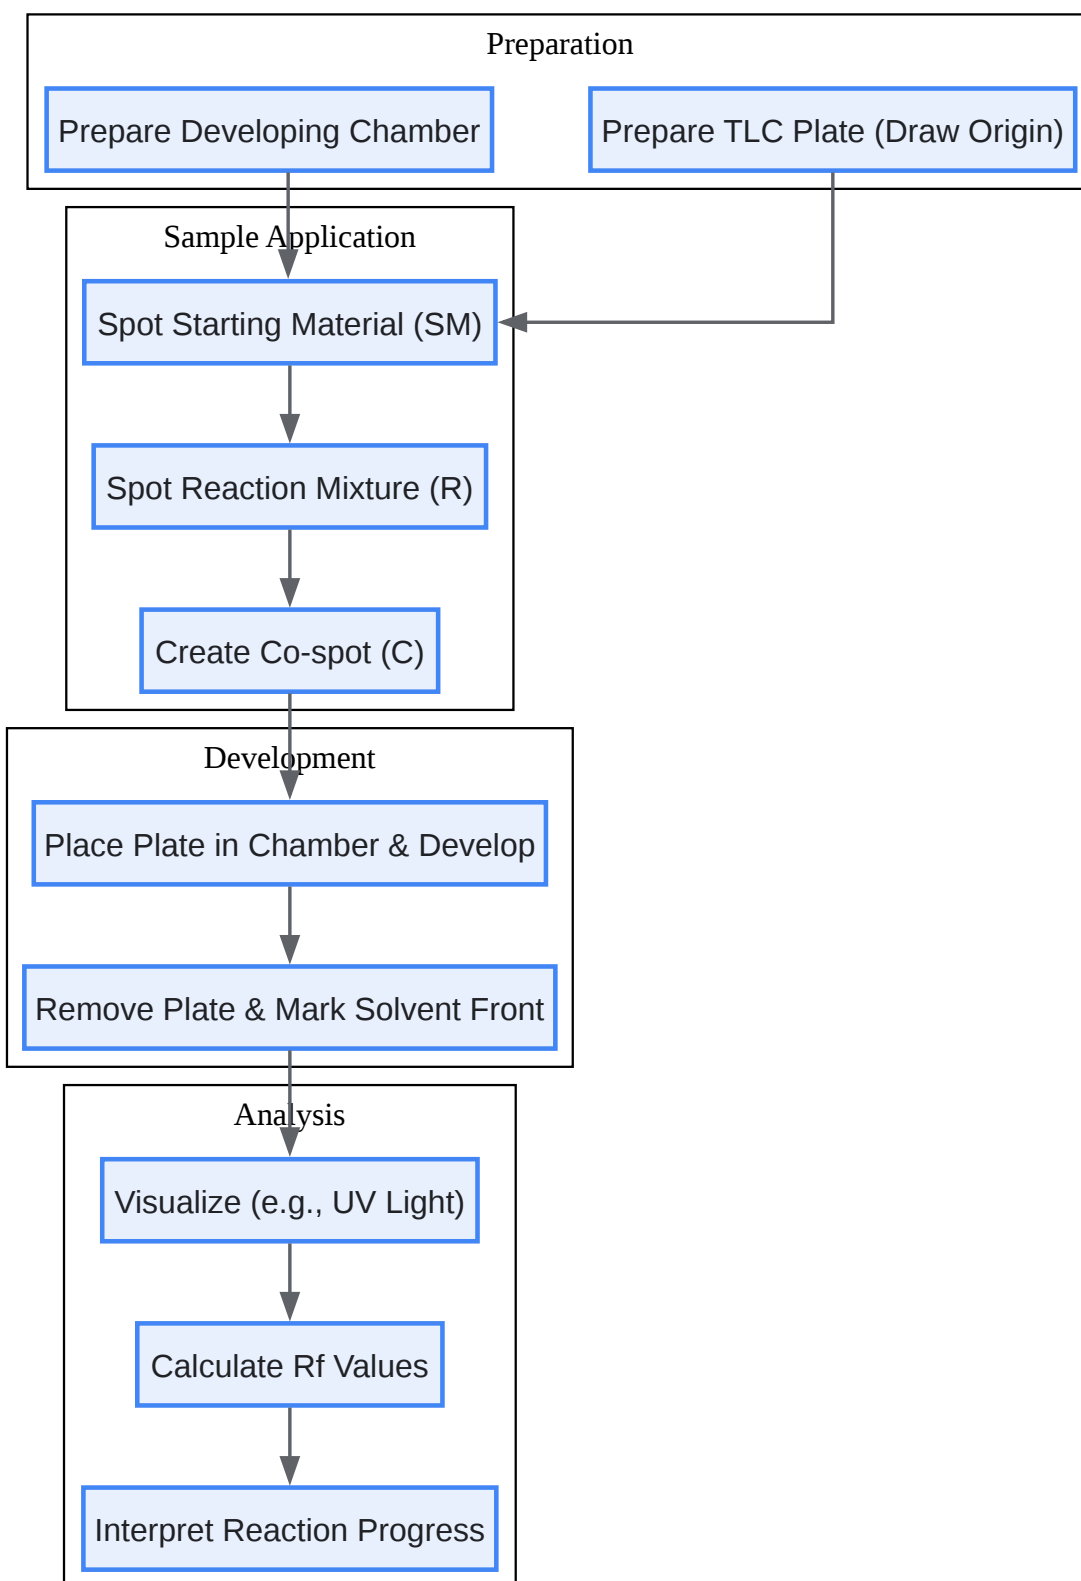 Preparation
Prepare Developing Chamber
Prepare TLC Plate (Draw Origin)
Sample Application
Spot Starting Material (SM)
Spot Reaction Mixture (R)
Create Co-spot (C)
Development
Place Plate in Chamber & Develop
Remove Plate & Mark Solvent Front
Analysis
Visualize (e.g., UV Light)
Calculate Rf Values
Interpret Reaction Progress